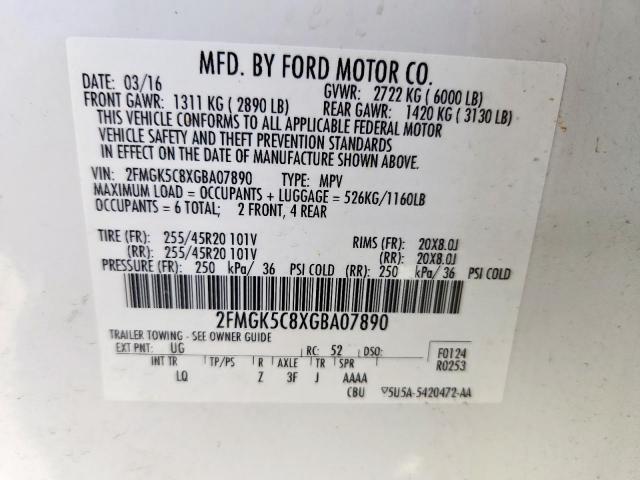 MFD. BY FORD MOTOR CO.
DATE: 03/16 GVWR: 2722 KG ( 6000 LB)
FRONT GAWR: 1311 KG ( 2890 LB) REAR GAWR: 1420 KG ( 3130 LB)
THIS VEHICLE CONFORMS TO ALL APPLICABLE FEDERAL MOTOR
VEHICLE SAFETY AND THEFT PREVENTION STANDARDS
IN EFFECT ON THE DATE OF MANUFACTURE SHOWN ABOVE.
VIN: 2FMGK5C8XGBA07890 TYPE: MPV
MAXIMUM LOAD = OCCUPANTS + LUGGAGE = 526KG/1160LB
OCCUPANTS = 6 TOTAL; 2 FRONT, 4 REAR
TIRE (FR): 255/45R20 101V RIMS (FR): 20X8.0J
(RR): 255/45R20 101V (RR): 20X8.0J
PRESSURE (FR): 250 kPa/ 36 PSI COLD (RR): 250 kPa/ 36 PSI COLD
2FMGK5C8XGBA07890
TRAILER TOWING - SEE OWNER GUIDE
EXT PNT: UG RC: 52 DSO: F0124
INT TR TP/PS R AXLE TR SPR R0253
LQ Z 3F J AAAA
CBU ▽5U5A-5420472-AA